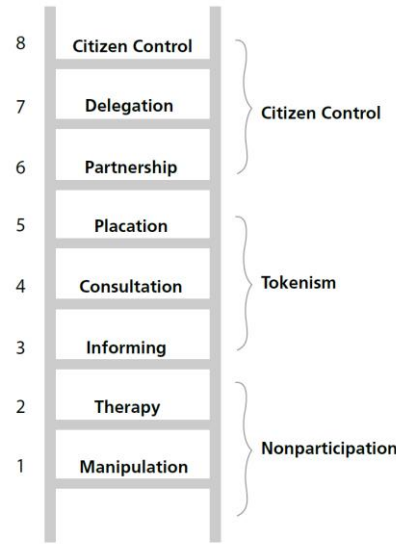 8 Citizen Control
7 Delegation
Citizen Control
6 Partnership
5 Placation
4 Consultation
Tokenism
3 Informing
2 Therapy
Nonparticipation
1 Manipulation